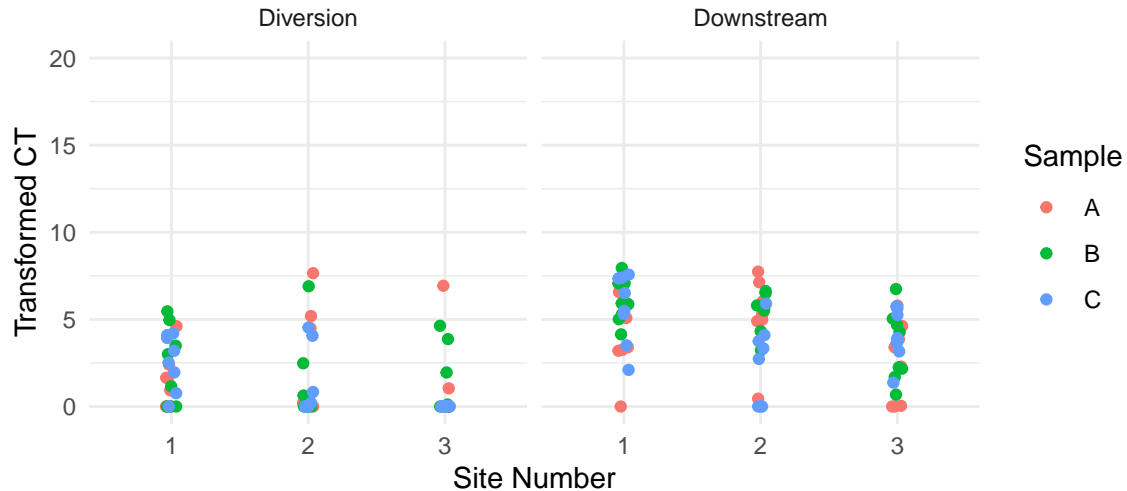 Diversion
Downstream
Transformed CT
20
15
10
5
0
1 2 3
1 2 3
Site Number
Sample
A
B
C